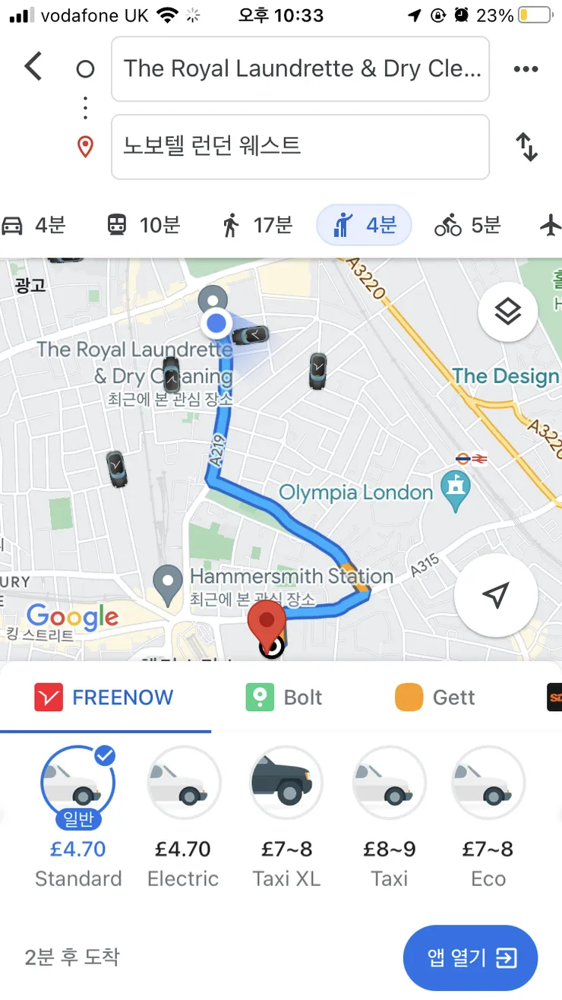 vodafone UK 오후 10:33 23%
The Royal Laundrette & Dry Cle...
노보텔 런던 웨스트
4분 10분 17분 4분 5분
A3220
광고
The Royal Laundrette
& Dry Cleaning
최근에 본 관심 장소
The Design
A3220
A219
Olympia London
Hammersmith Station
최근에 본 관심 장소
A315
URY
Google
킹 스트리트
FREENOW Bolt Gett
일반
£4.70 £4.70 £7~8 £8~9 £7~8
Standard Electric Taxi XL Taxi Eco
2분 후 도착 앱 열기